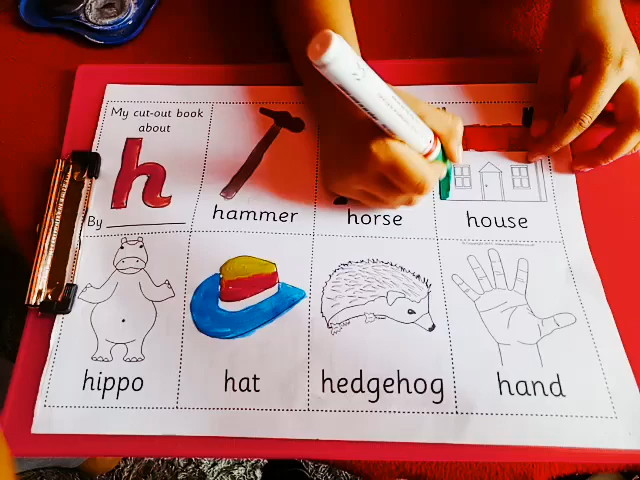 My cut-out book
about
h
By
hammer
horse
house
hippo
hat
hedgehog
hand